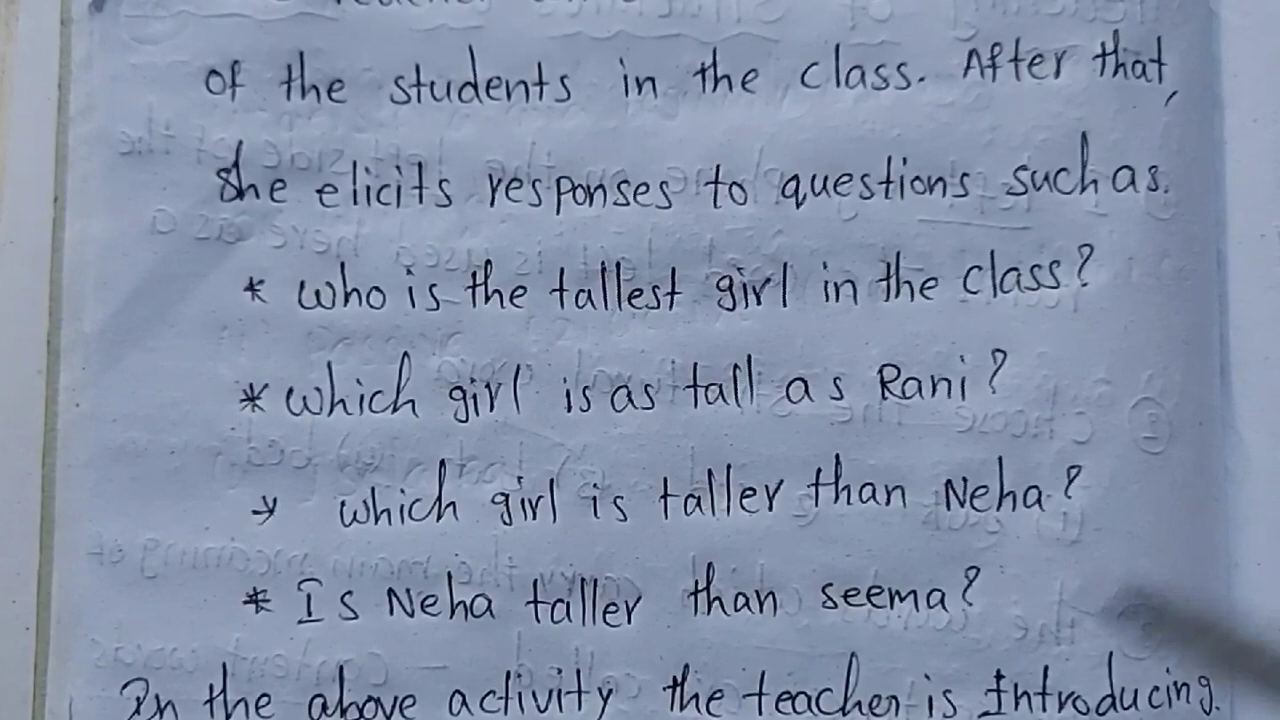 of the students in the class. After that,
She elicits responses to questions such as.
* Who is the tallest girl in the class?
* Which girl is as tall as Rani?
* which girl is taller than Neha?
* Is Neha taller than seema?
In the above activity the teacher is Introducing.